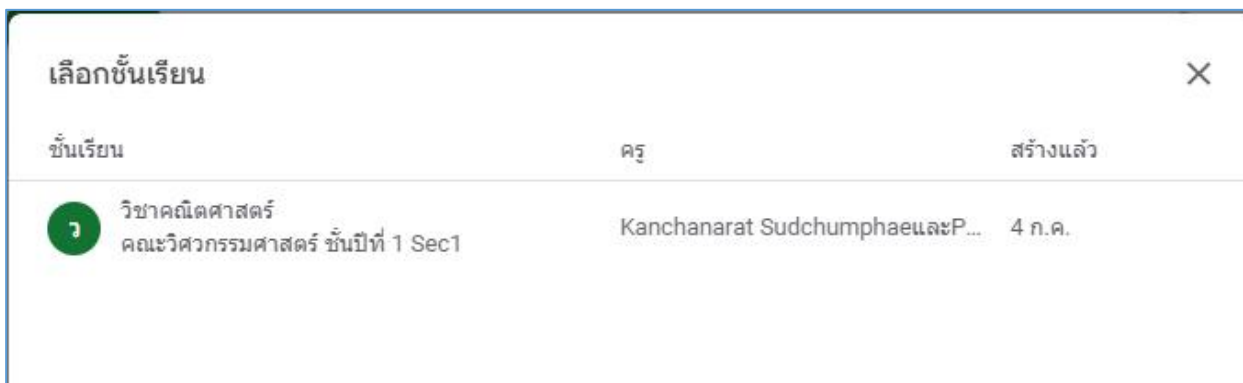 เลือกชั้นเรียน
ชั้นเรียน ครู สร้างแล้ว
ว วิชาคณิตศาสตร์
คณะวิศวกรรมศาสตร์ ชั้นปีที่ 1 Sec1 Kanchanarat SudchumphaeและP... 4 ก.ค.